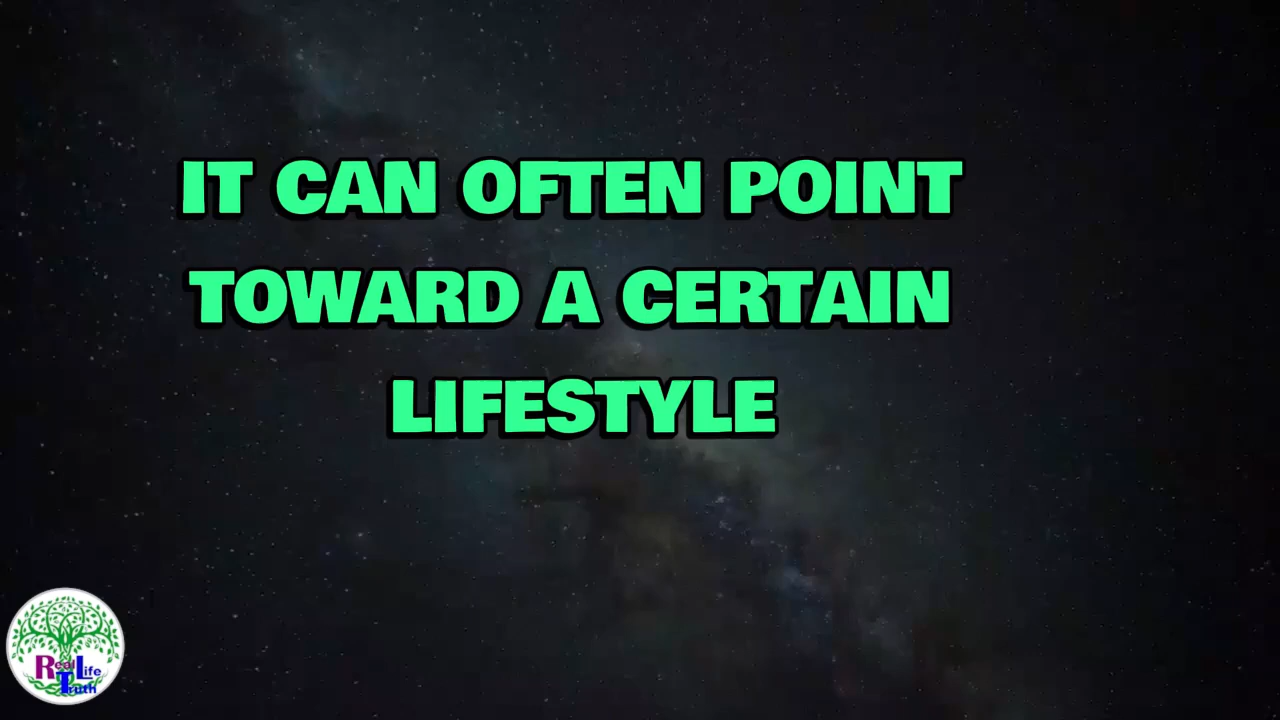 IT CAN OFTEN POINT
TOWARD A CERTAIN
LIFESTYLE
Real Life
Truth